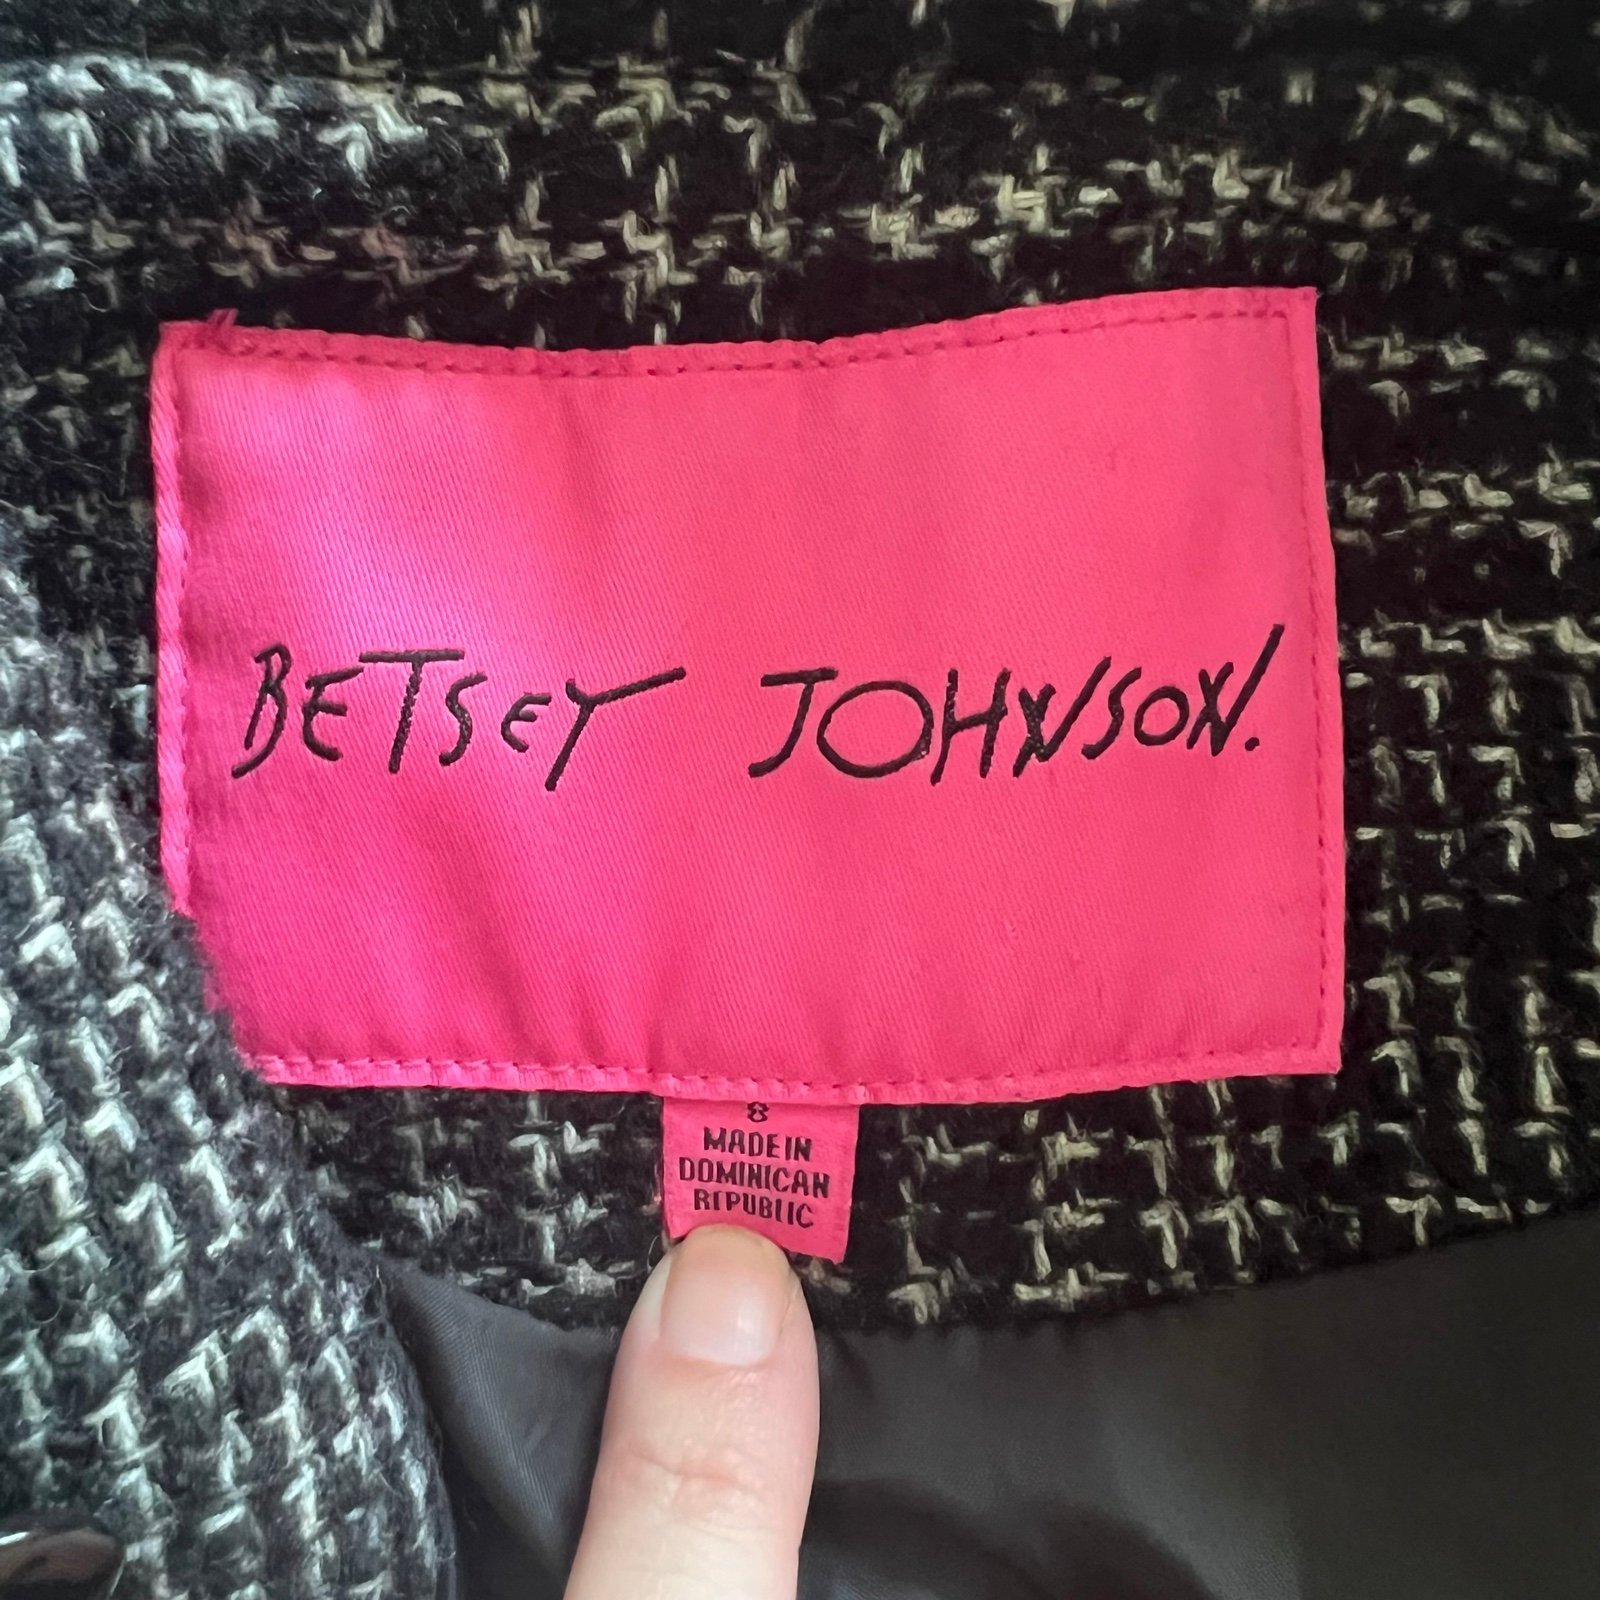 BETSEY JOHNSON.
8
MADE IN
DOMINICAN
REPUBLIC